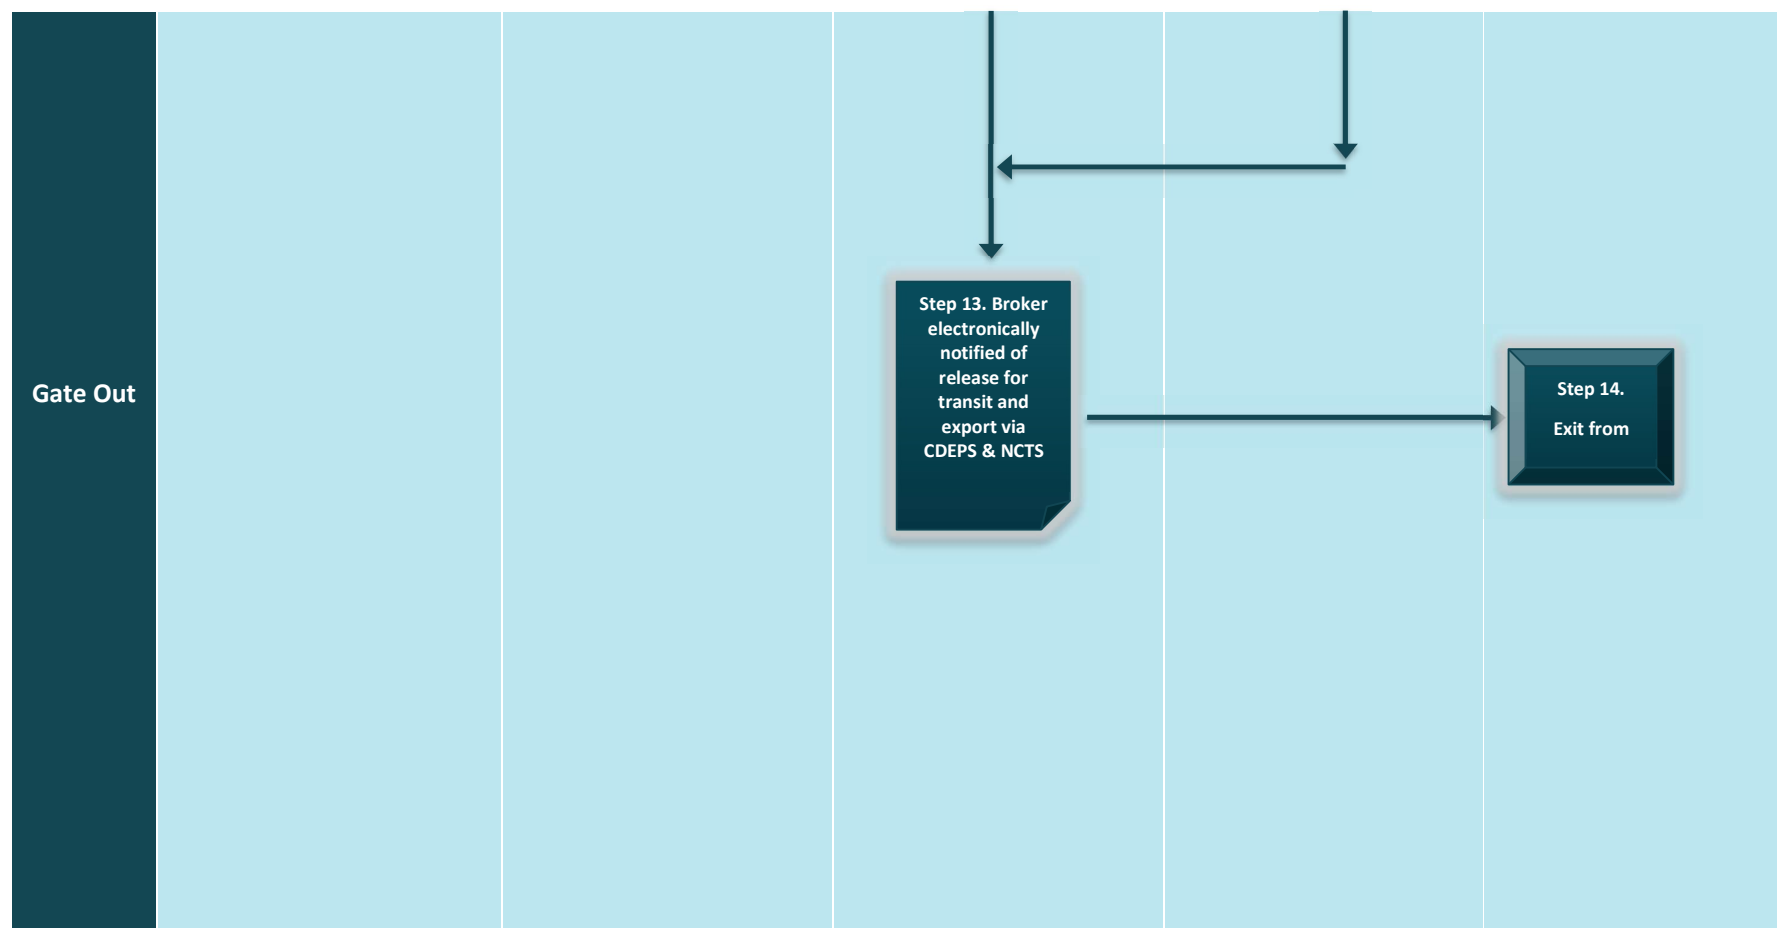 Gate Out
Step 13. Broker
electronically
notified of
release for
transit and
export via
CDEPS & NCTS
Step 14.
Exit from